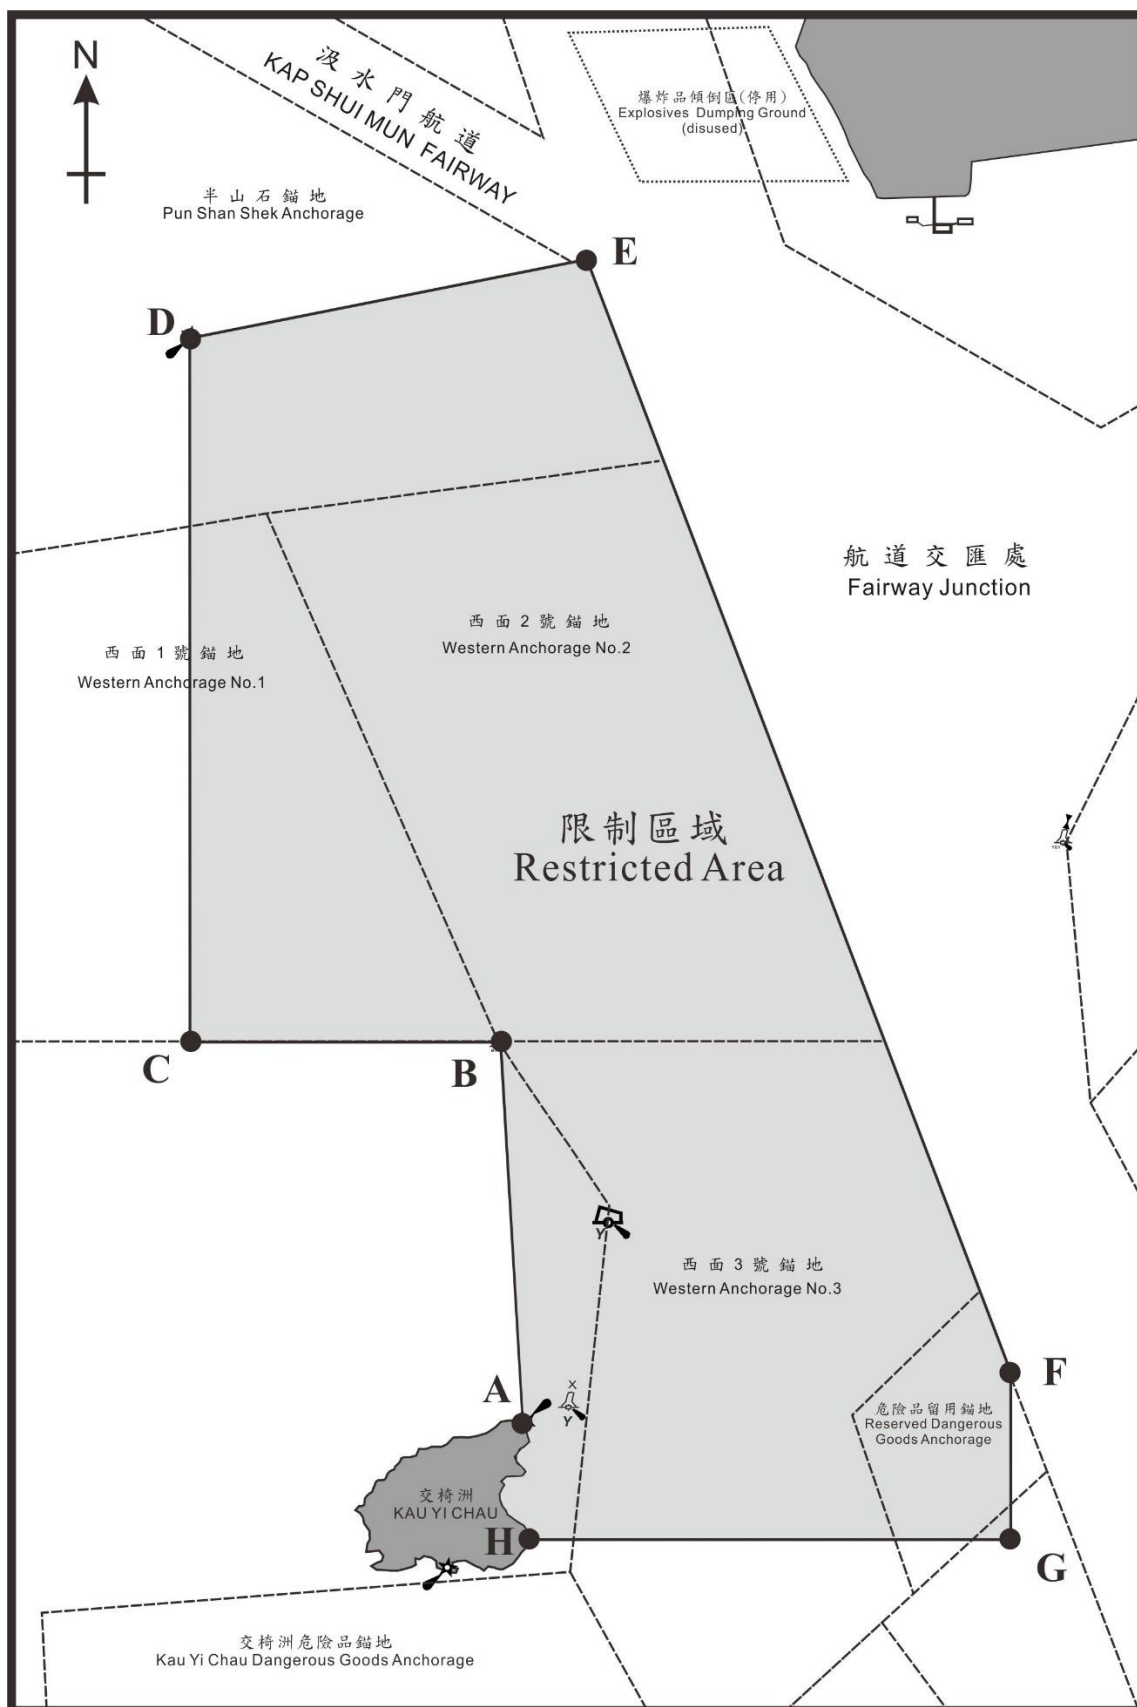 N
汲水門航道
KAP SHUI MUN FAIRWAY
爆炸品傾倒區(停用)
Explosives Dumping Ground
(disused)
半山石錨地
Pun Shan Shek Anchorage
E
D
航道交匯處
Fairway Junction
西面2號錨地
Western Anchorage No.2
西面1號錨地
Western Anchorage No.1
限制區域
Restricted Area
C
B
Y
西面3號錨地
Western Anchorage No.3
F
A
Y
危險品留用錨地
Reserved Dangerous
Goods Anchorage
交椅洲
KAU YI CHAU
H
G
交椅洲危險品錨地
Kau Yi Chau Dangerous Goods Anchorage